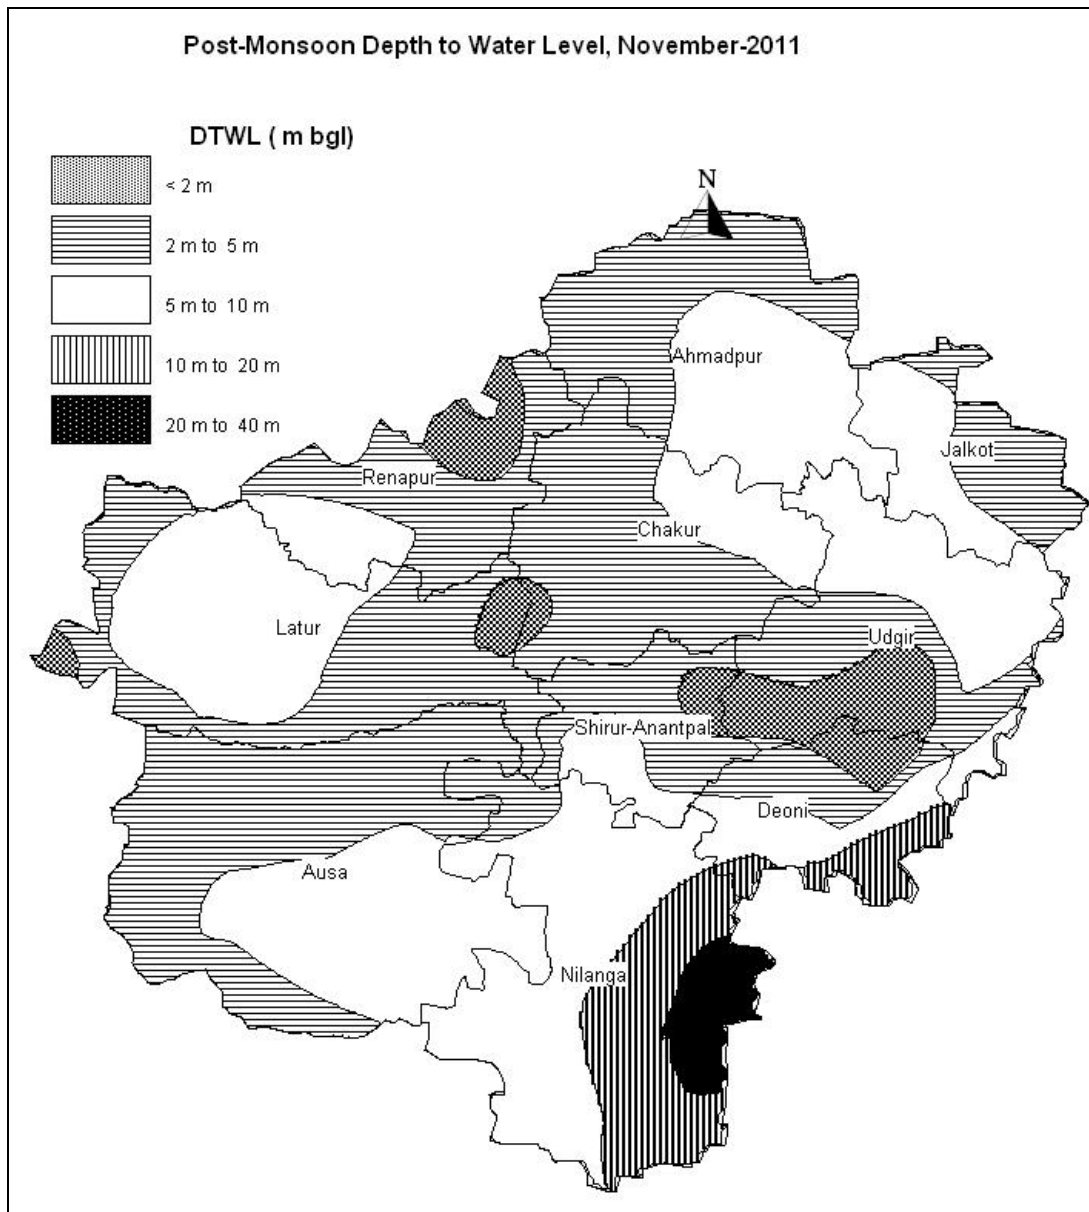 Post-Monsoon Depth to Water Level, November-2011
DTWL ( m bgl)
< 2 m
2 m to 5 m
5 m to 10 m
10 m to 20 m
20 m to 40 m
N
Ahmadpur
Jalkot
Renapur
Chakur
Latur
Udgir
Shirur-Anantpal
Deoni
Ausa
Nilanga